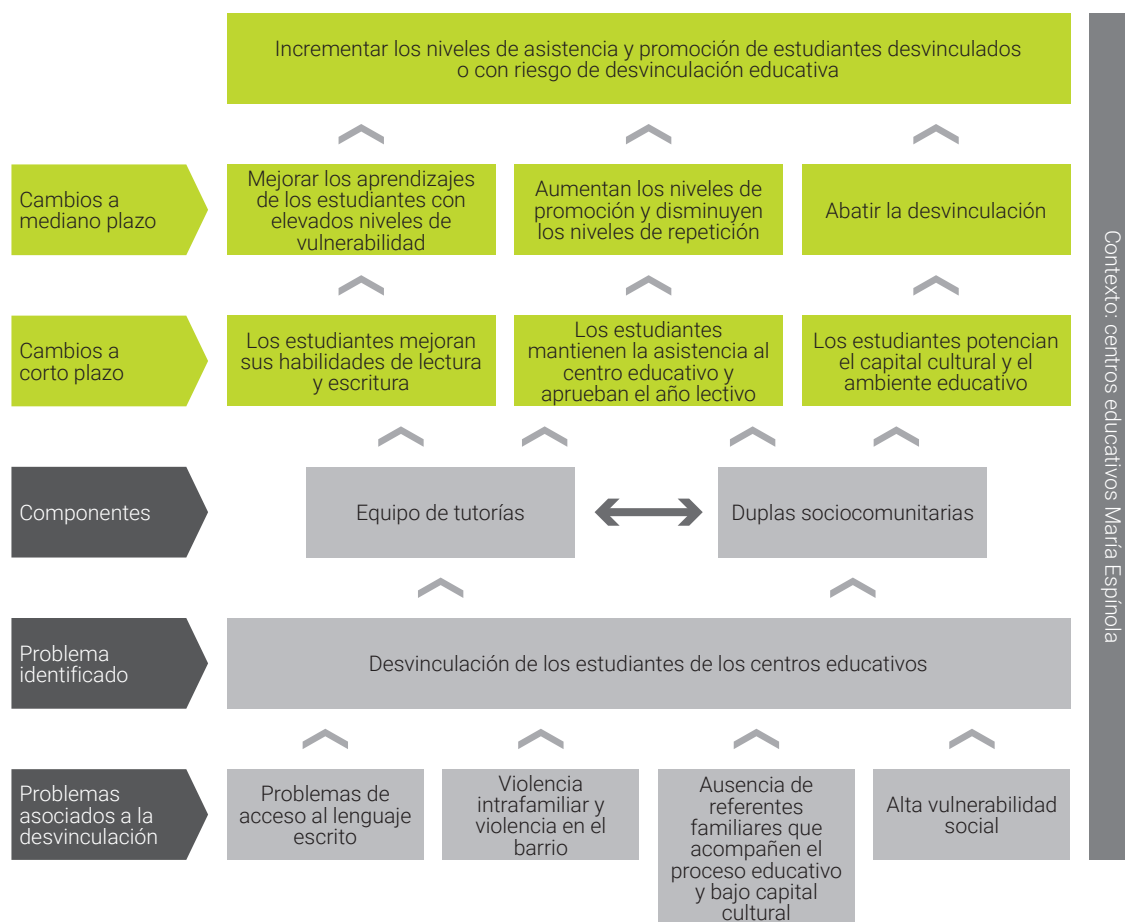 Incrementar los niveles de asistencia y promoción de estudiantes desvinculados
o con riesgo de desvinculación educativa
Cambios a
mediano plazo
Mejorar los aprendizajes
de los estudiantes con
elevados niveles de
vulnerabilidad
Aumentan los niveles de
promoción y disminuyen
los niveles de repetición
Abatir la desvinculación
Cambios a
corto plazo
Los estudiantes mejoran
sus habilidades de lectura
y escritura
Los estudiantes
mantienen la asistencia al
centro educativo y
aprueban el año lectivo
Los estudiantes potencian
el capital cultural y el
ambiente educativo
Componentes
Equipo de tutorías
Duplas sociocomunitarias
Problema
identificado
Desvinculación de los estudiantes de los centros educativos
Problemas
asociados a la
desvinculación
Problemas de
acceso al lenguaje
escrito
Violencia
intrafamiliar y
violencia en el
barrio
Ausencia de
referentes
familiares que
acompañen el
proceso educativo
y bajo capital
cultural
Alta vulnerabilidad
social
Contexto: centros educativos María Espínola